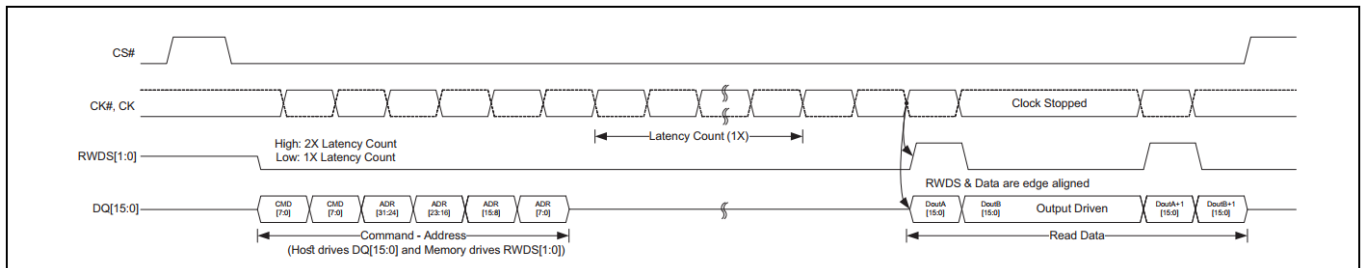 CS#
CK#, CK
Clock Stopped
Latency Count (1X)
High: 2X Latency Count
Low: 1X Latency Count
RWDS[1:0]
RWDS & Data are edge aligned
DQ[15:0]
CMD [7:0]
CMD [7:0]
ADR [31:24]
ADR [23:16]
ADR [15:8]
ADR [7:0]
DoutA [15:0]
DoutB [15:0]
Output Driven
DoutA+1 [15:0]
DoutB+1 [15:0]
Command - Address
Read Data
(Host drives DQ[15:0] and Memory drives RWDS[1:0])